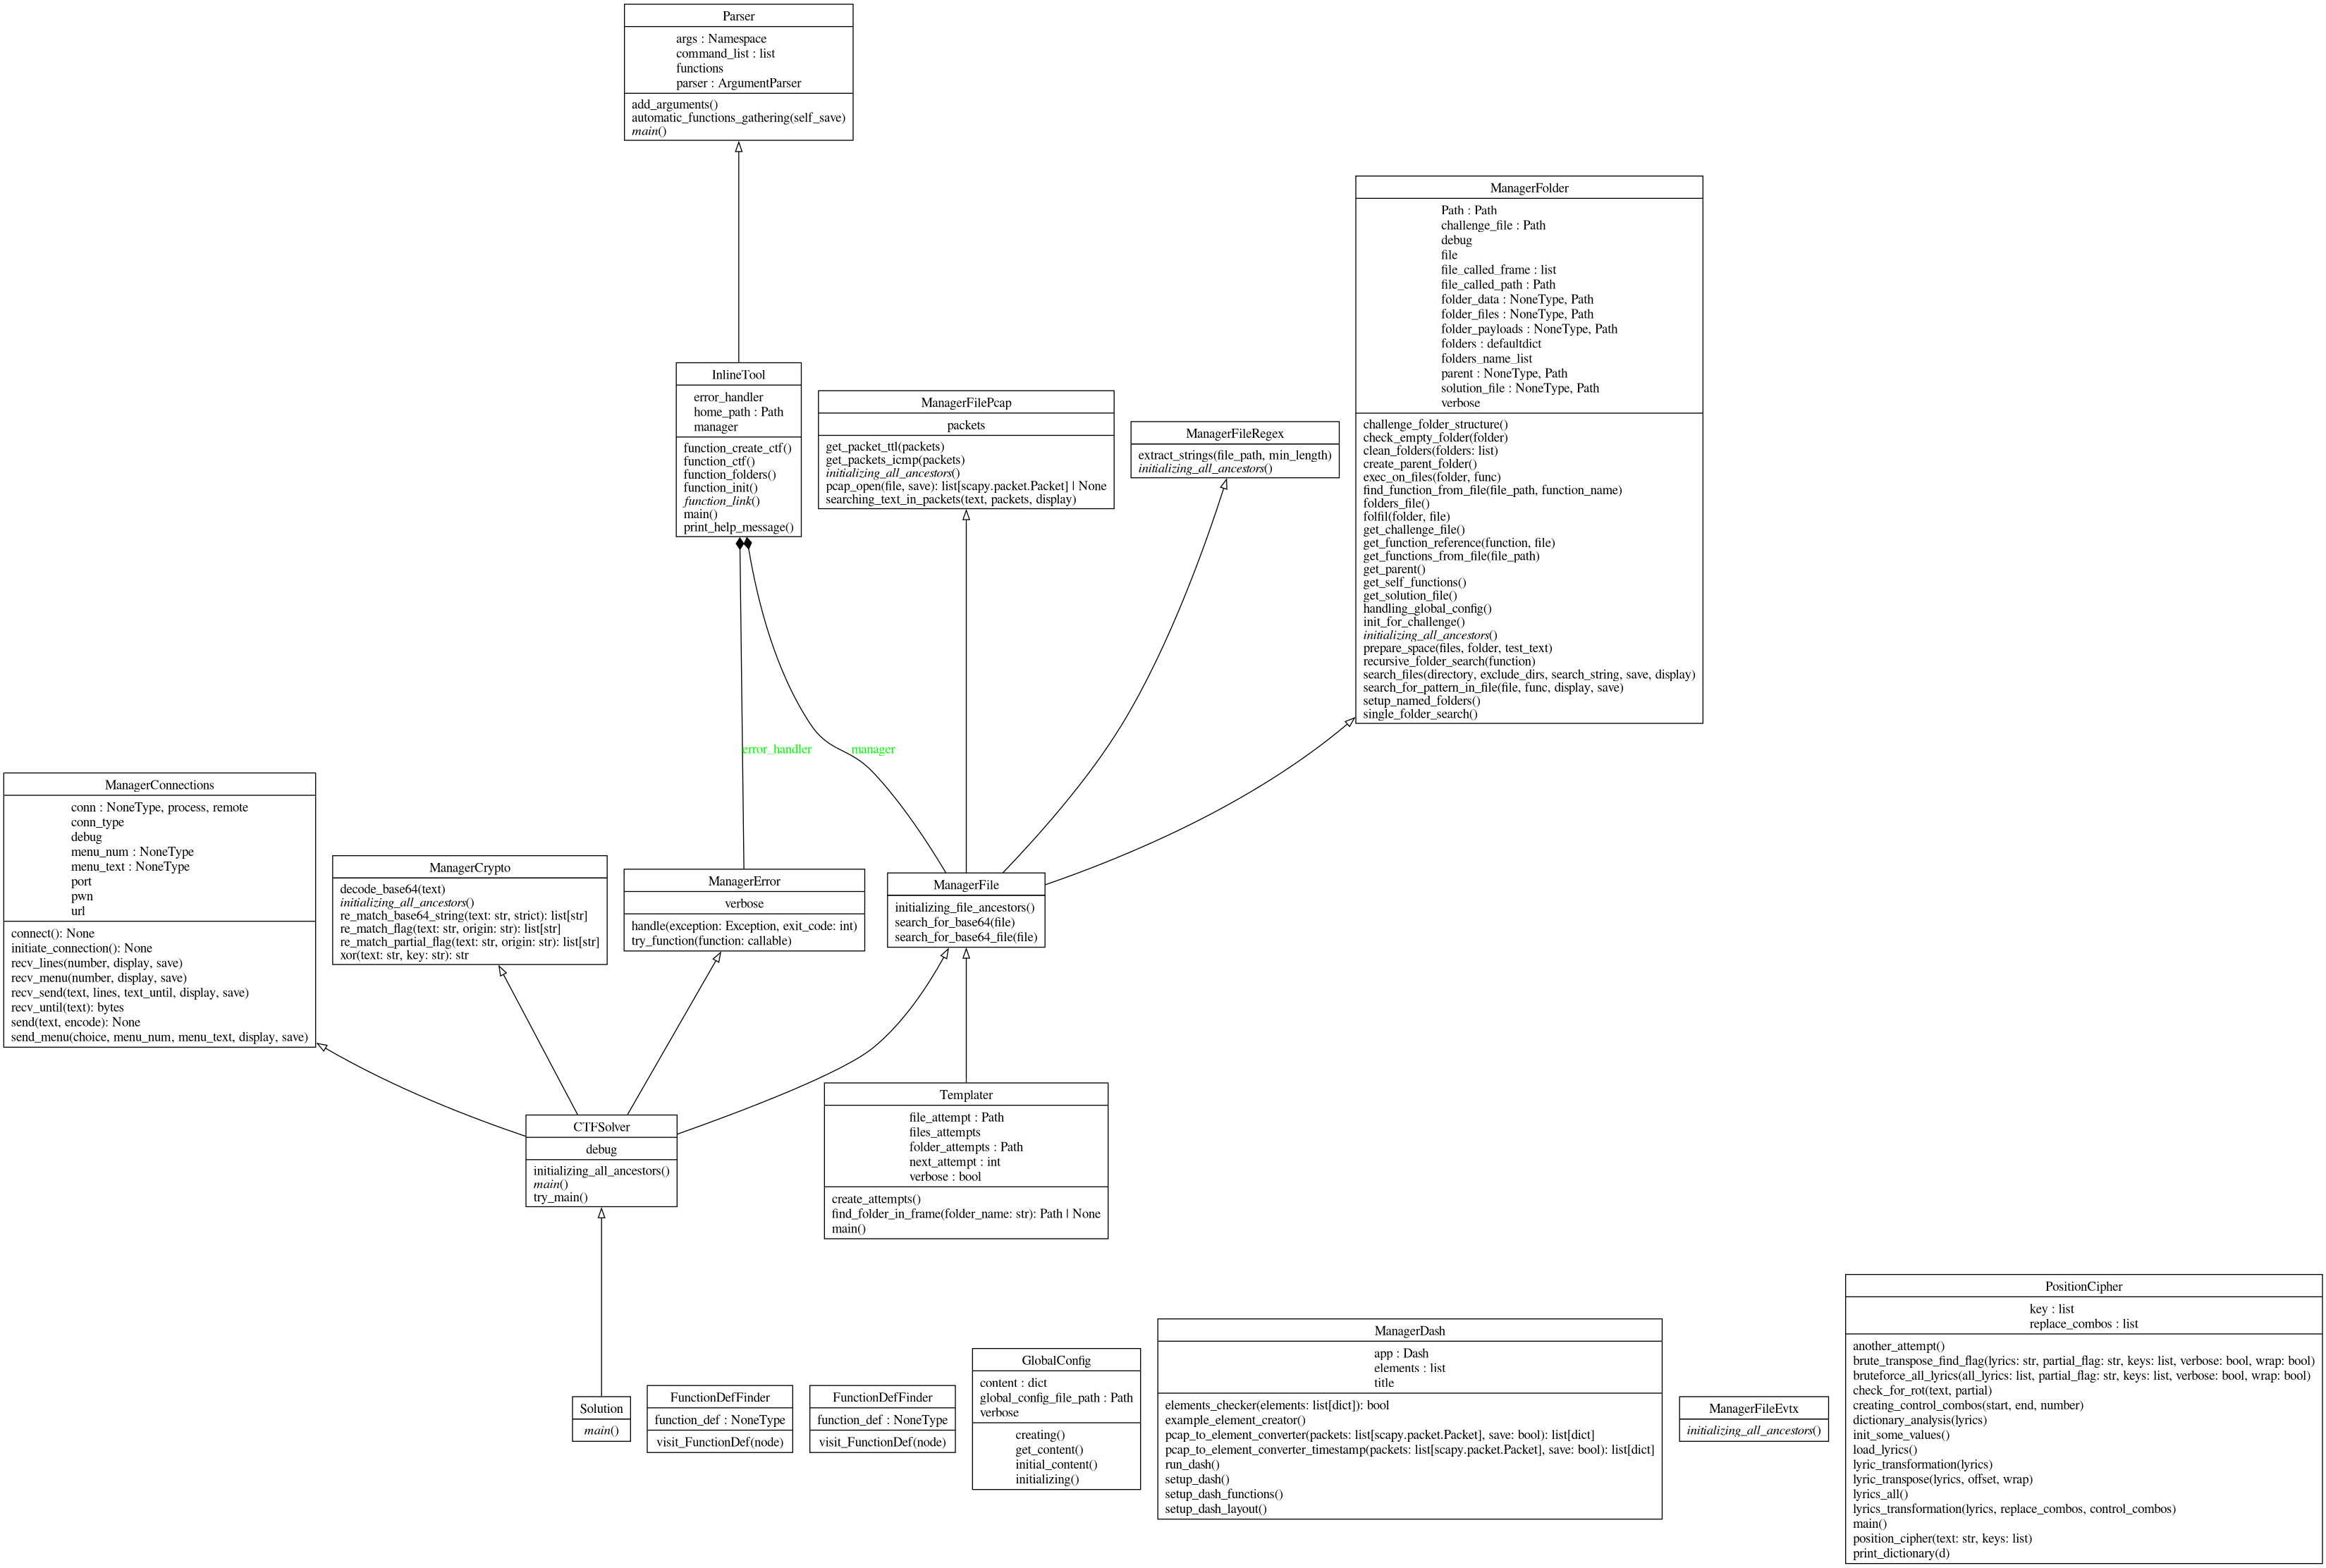 Parser
args : Namespace
command_list : list
functions
parser : ArgumentParser
add_arguments()
automatic_functions_gathering(self_save)
main()
ManagerFolder
Path : Path
challenge_file : Path
debug
file
file_called_frame : list
file_called_path : Path
folder_data : NoneType, Path
folder_files : NoneType, Path
folder_payloads : NoneType, Path
folders : defaultdict
folders_name_list
parent : NoneType, Path
solution_file : NoneType, Path
verbose
challenge_folder_structure()
check_empty_folder(folder)
clean_folders(folders: list)
create_parent_folder()
exec_on_files(folder, func)
find_function_from_file(file_path, function_name)
folders_file()
folfil(folder, file)
get_challenge_file()
get_function_reference(function, file)
get_functions_from_file(file_path)
get_parent()
get_self_functions()
get_solution_file()
handling_global_config()
init_for_challenge()
initializing_all_ancestors()
prepare_space(files, folder, test_text)
recursive_folder_search(function)
search_files(directory, exclude_dirs, search_string, save, display)
search_for_pattern_in_file(file, func, display, save)
setup_named_folders()
single_folder_search()
InlineTool
error_handler
home_path : Path
manager
function_create_ctf()
function_ctf()
function_folders()
function_init()
function_link()
main()
print_help_message()
ManagerFilePcap
packets
get_packet_ttl(packets)
get_packets_icmp(packets)
initializing_all_ancestors()
pcap_open(file, save): list[scapy.packet.Packet] | None
searching_text_in_packets(text, packets, display)
ManagerFileRegex
extract_strings(file_path, min_length)
initializing_all_ancestors()
error_handler
manager
ManagerConnections
conn : NoneType, process, remote
conn_type
debug
menu_num : NoneType
menu_text : NoneType
port
pwn
url
connect(): None
initiate_connection(): None
recv_lines(number, display, save)
recv_menu(number, display, save)
recv_send(text, lines, text_until, display, save)
recv_until(text): bytes
send(text, encode): None
send_menu(choice, menu_num, menu_text, display, save)
ManagerCrypto
decode_base64(text)
initializing_all_ancestors()
re_match_base64_string(text: str, strict): list[str]
re_match_flag(text: str, origin: str): list[str]
re_match_partial_flag(text: str, origin: str): list[str]
xor(text: str, key: str): str
ManagerError
verbose
handle(exception: Exception, exit_code: int)
try_function(function: callable)
ManagerFile
initializing_file_ancestors()
search_for_base64(file)
search_for_base64_file(file)
CTFSolver
debug
initializing_all_ancestors()
main()
try_main()
Templater
file_attempt : Path
files_attempts
folder_attempts : Path
next_attempt : int
verbose : bool
create_attempts()
find_folder_in_frame(folder_name: str): Path | None
main()
Solution
main()
FunctionDefFinder
function_def : NoneType
visit_FunctionDef(node)
FunctionDefFinder
function_def : NoneType
visit_FunctionDef(node)
GlobalConfig
content : dict
global_config_file_path : Path
verbose
creating()
get_content()
initial_content()
initializing()
ManagerDash
app : Dash
elements : list
title
elements_checker(elements: list[dict]): bool
example_element_creator()
pcap_to_element_converter(packets: list[scapy.packet.Packet], save: bool): list[dict]
pcap_to_element_converter_timestamp(packets: list[scapy.packet.Packet], save: bool): list[dict]
run_dash()
setup_dash()
setup_dash_functions()
setup_dash_layout()
ManagerFileEvtx
initializing_all_ancestors()
PositionCipher
key : list
replace_combos : list
another_attempt()
brute_transpose_find_flag(lyrics: str, partial_flag: str, keys: list, verbose: bool, wrap: bool)
bruteforce_all_lyrics(all_lyrics: list, partial_flag: str, keys: list, verbose: bool, wrap: bool)
check_for_rot(text, partial)
creating_control_combos(start, end, number)
dictionary_analysis(lyrics)
init_some_values()
load_lyrics()
lyric_transformation(lyrics)
lyric_transpose(lyrics, offset, wrap)
lyrics_all()
lyrics_transformation(lyrics, replace_combos, control_combos)
main()
position_cipher(text: str, keys: list)
print_dictionary(d)